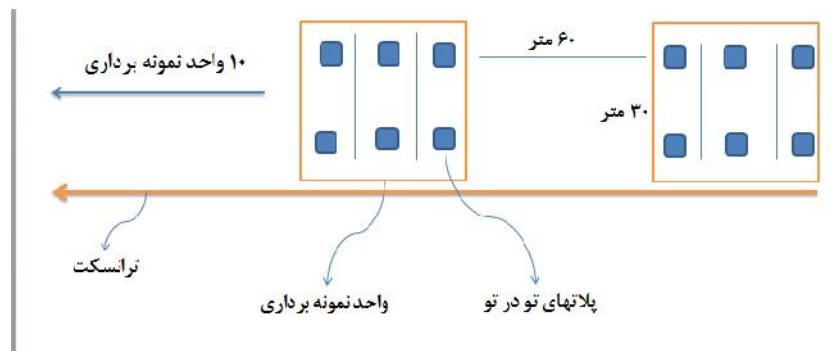 ۶۰ متر
۱۰ واحد نمونه برداری
۳۰ متر
ترانسکت
واحد نمونه برداری
پلاتهای تو در تو